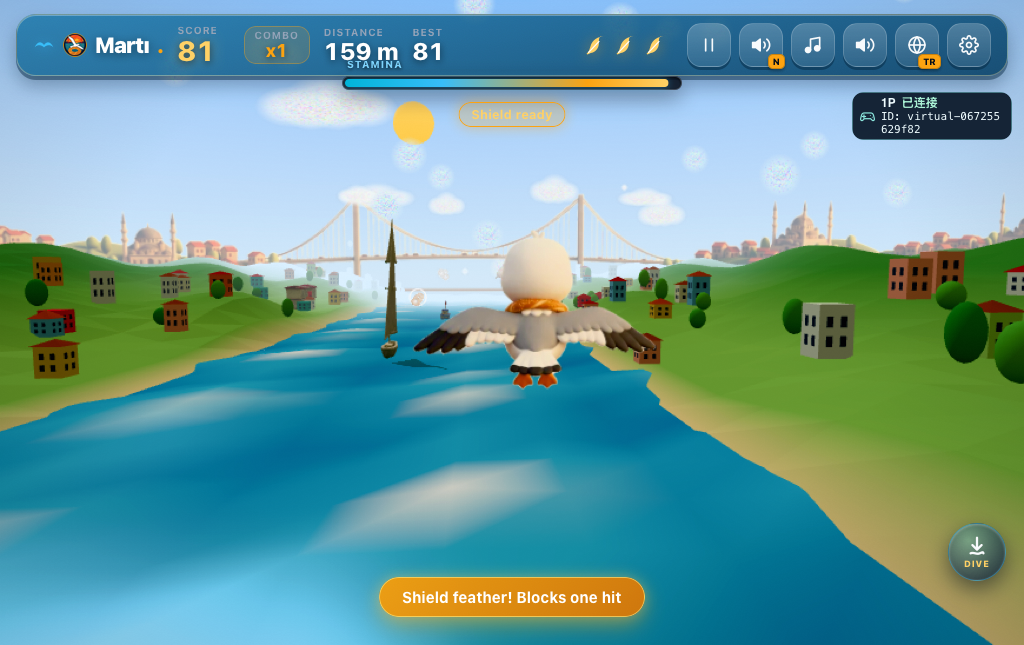 Martı
SCORE
81
COMBO
x1
DISTANCE
159 m
BEST
81
N
TR
STAMINA
Shield ready
1P 已连接
ID: virtual-067255
629f82
DIVE
Shield feather! Blocks one hit